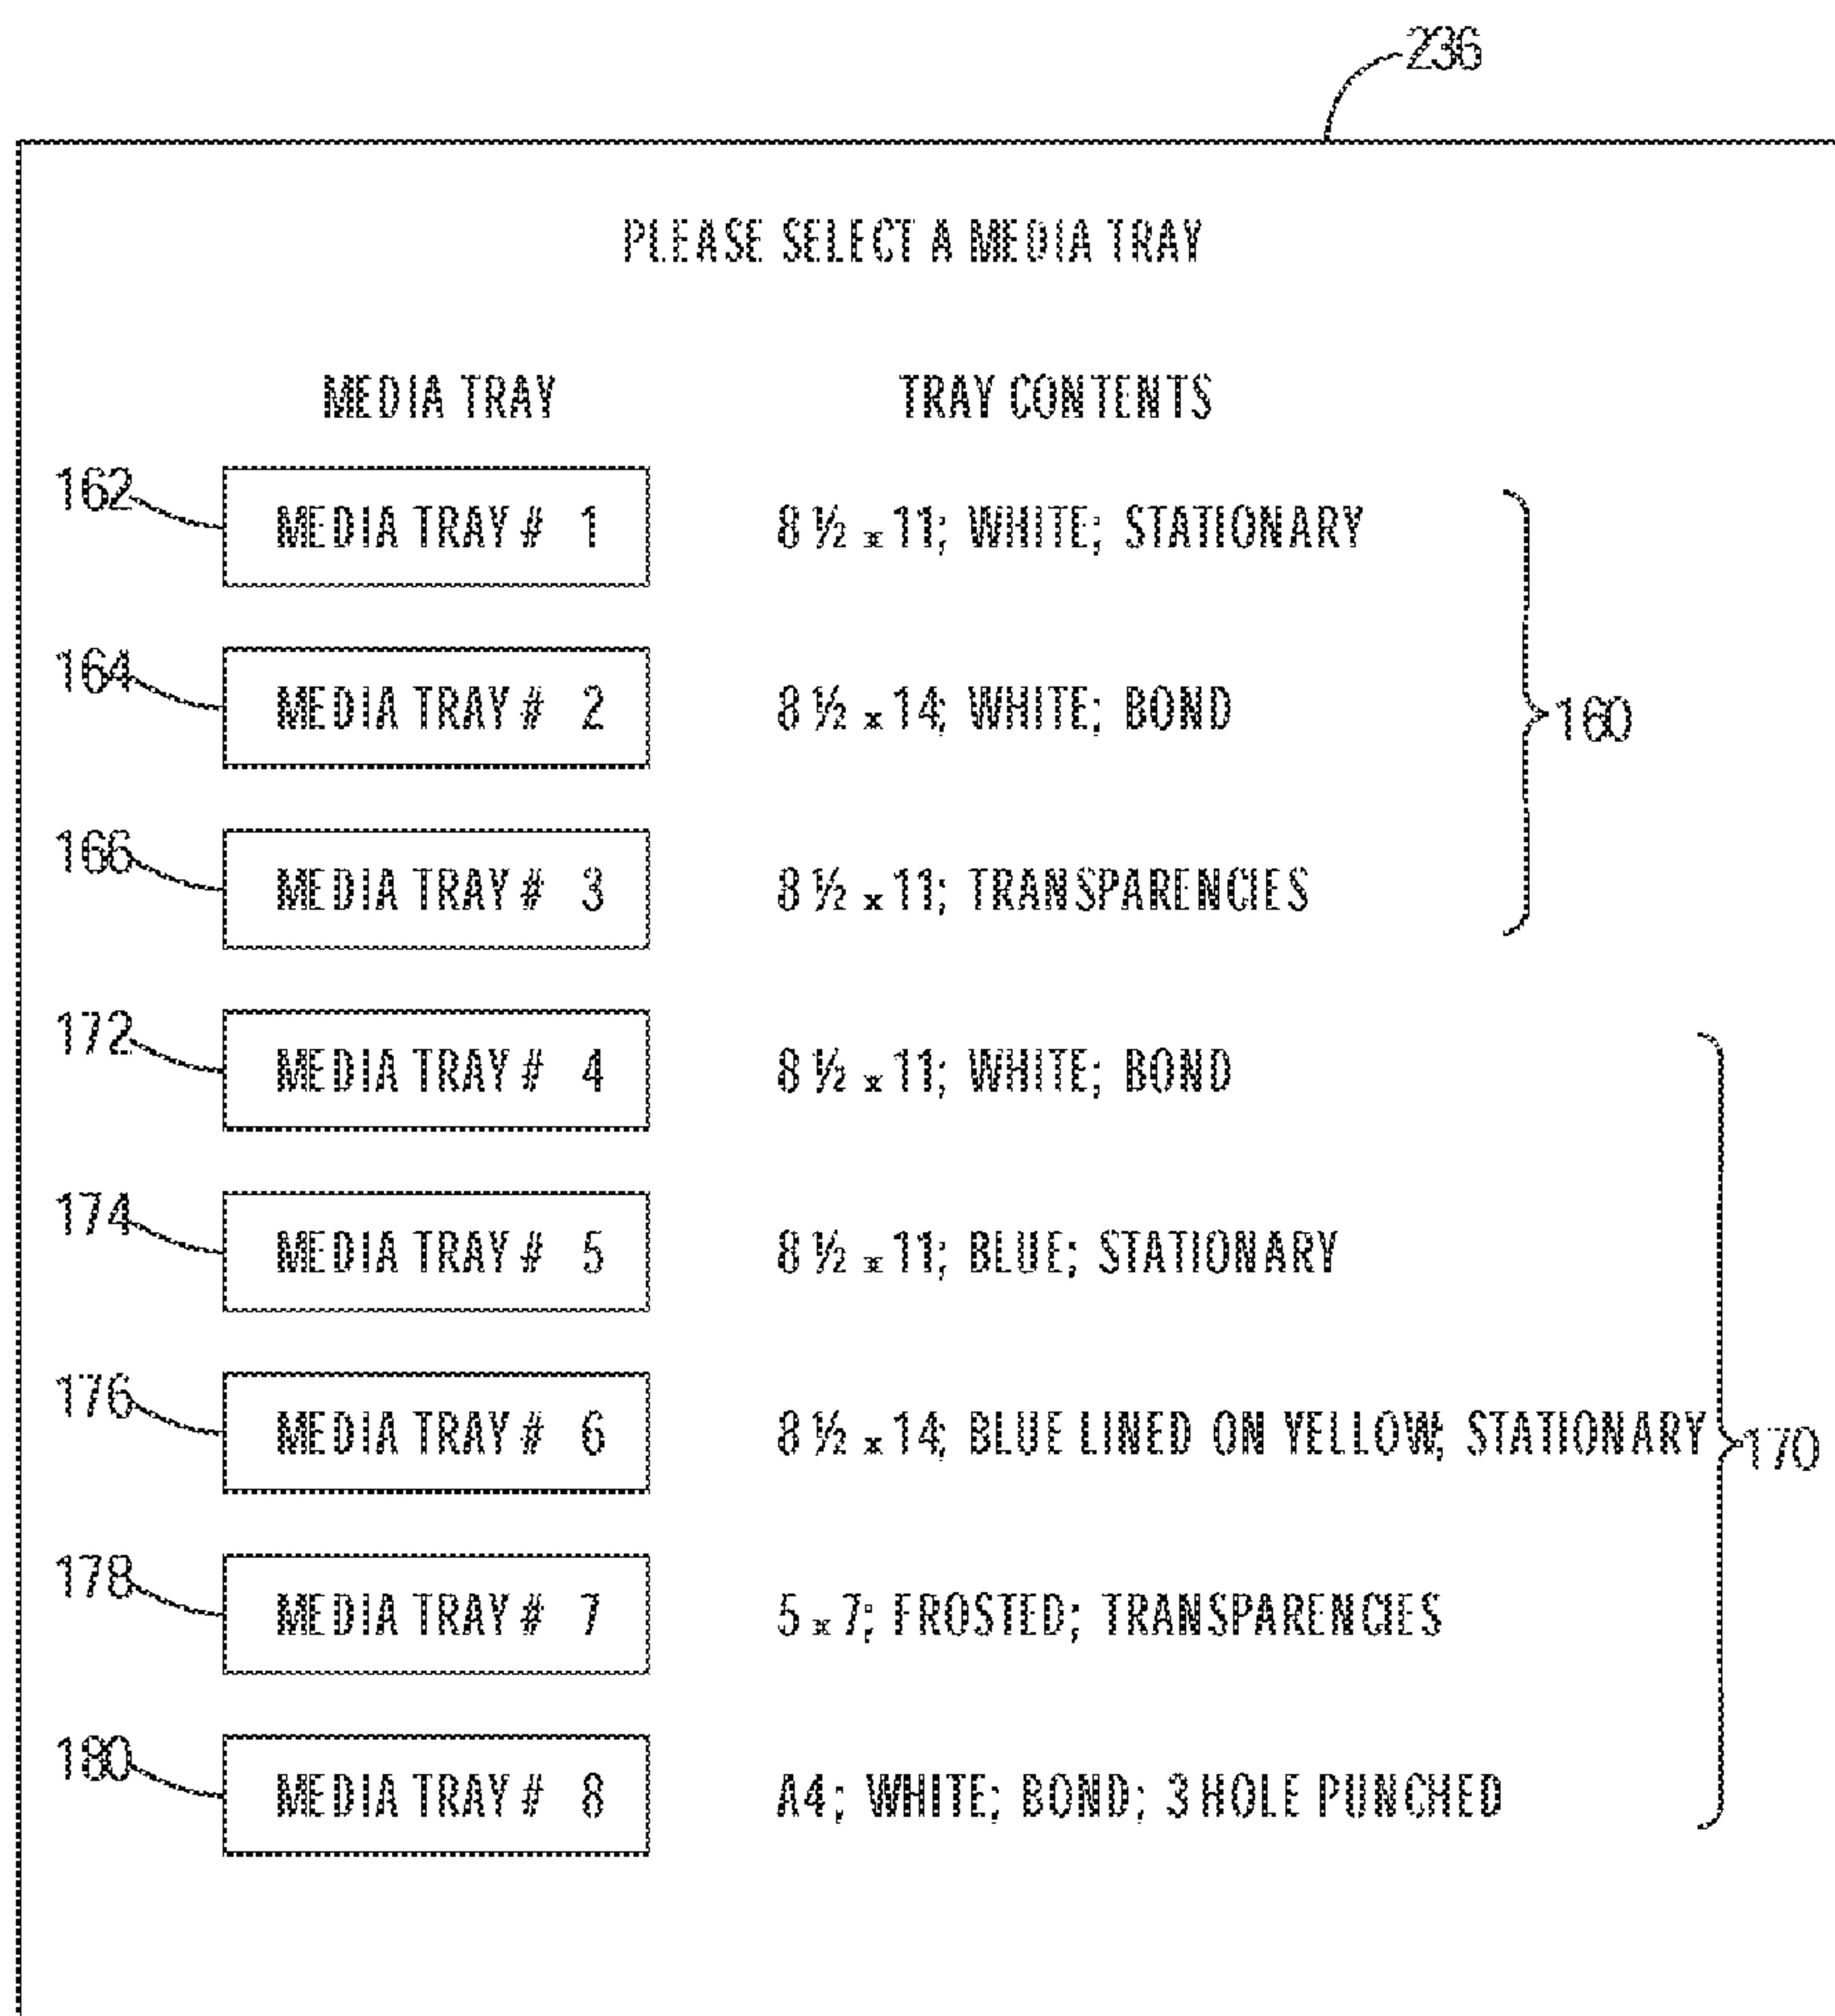 236
PLEASE SELECT A MEDIA TRAY
MEDIA TRAY TRAY CONTENTS
162 MEDIA TRAY # 1 8 ½ x 11; WHITE; STATIONARY
164 MEDIA TRAY # 2 8 ½ x 14; WHITE; BOND 160
166 MEDIA TRAY # 3 8 ½ x 11; TRANSPARENCIES
172 MEDIA TRAY # 4 8 ½ x 11; WHITE; BOND
174 MEDIA TRAY # 5 8 ½ x 11; BLUE; STATIONARY
176 MEDIA TRAY # 6 8 ½ x 14; BLUE LINED ON YELLOW; STATIONARY 170
178 MEDIA TRAY # 7 5 x 7; FROSTED; TRANSPARENCIES
180 MEDIA TRAY # 8 A4; WHITE; BOND; 3 HOLE PUNCHED